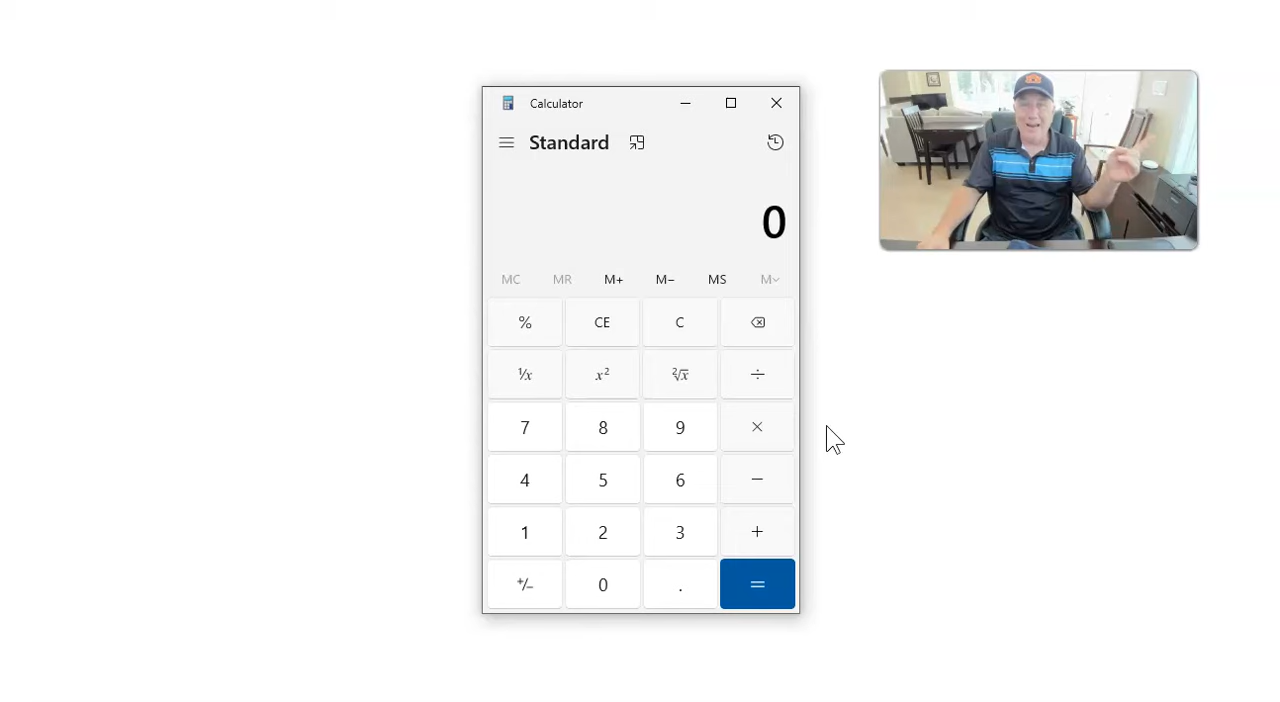 Calculator
Standard
0
MC MR M+ M− MS M
% CE C
¹/x x² ²√x ÷
7 8 9 ×
4 5 6 −
1 2 3 +
+/− 0 . =